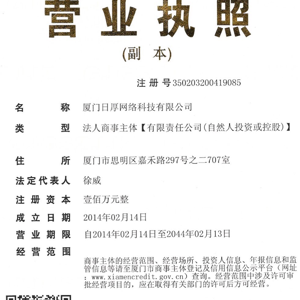 营业执照
(副 本)
注 册 号350203200419085
名 称 厦门日厚网络科技有限公司
类 型 法人商事主体【有限责任公司(自然人投资或控股)】
住 所 厦门市思明区嘉禾路297号之二707室
法定代表人 徐威
注 册 资 本 壹佰万元整
成 立 日 期 2014年02月14日
营 业 期 限 自2014年02月14日至2044年02月13日
经 营 范 围 商事主体的经营范围、经营场所、投资人信息、年报信息和监
管信息等请至厦门市商事主体登记及信用信息公示平台（网址
：www.xiamencredit.gov.cn）查询。经营范围中涉及许可审
批经营项目的，应在取得有关部门的许可后方可经营。